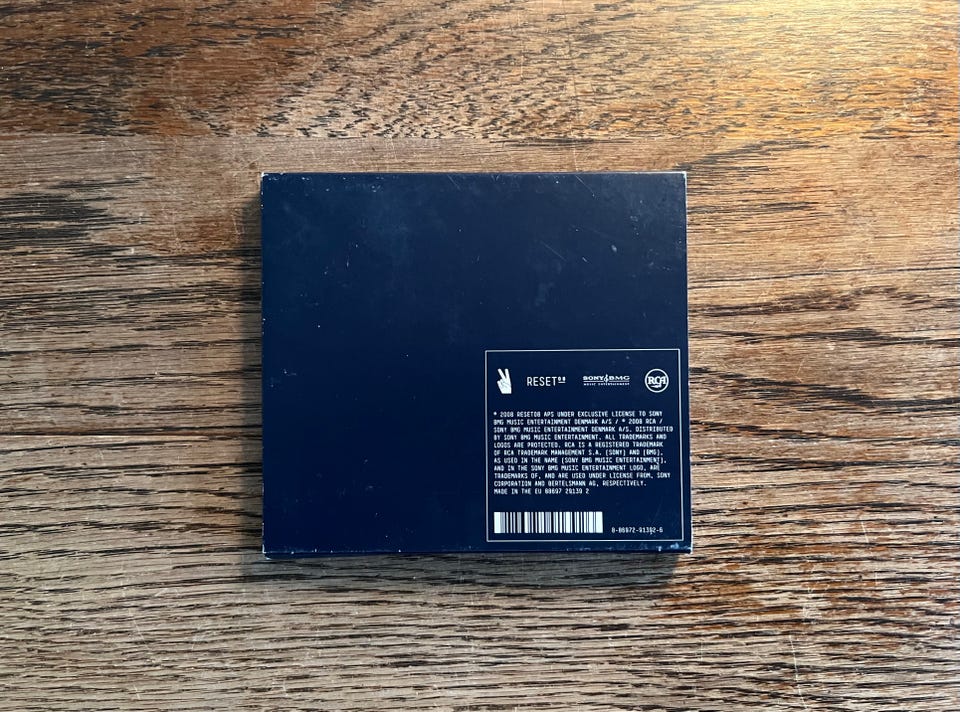 RESET08
SONY BMG
MUSIC ENTERTAINMENT
RCA
℗ 2008 RESET08 APS UNDER EXCLUSIVE LICENSE TO SONY
BMG MUSIC ENTERTAINMENT DENMARK A/S / © 2008 RCA /
SONY BMG MUSIC ENTERTAINMENT DENMARK A/S. DISTRIBUTED
BY SONY BMG MUSIC ENTERTAINMENT. ALL TRADEMARKS AND
LOGOS ARE PROTECTED. RCA IS A REGISTERED TRADEMARK
OF RCA TRADEMARK MANAGEMENT S.A. (SONY) AND (BMG),
AS USED IN THE NAME (SONY BMG MUSIC ENTERTAINMENT),
AND IN THE SONY BMG MUSIC ENTERTAINMENT LOGO, ARE
TRADEMARKS OF, AND ARE USED UNDER LICENSE FROM, SONY
CORPORATION AND BERTELSMANN AG, RESPECTIVELY.
MADE IN THE EU 88697 29139 2
8-86972-91392-6